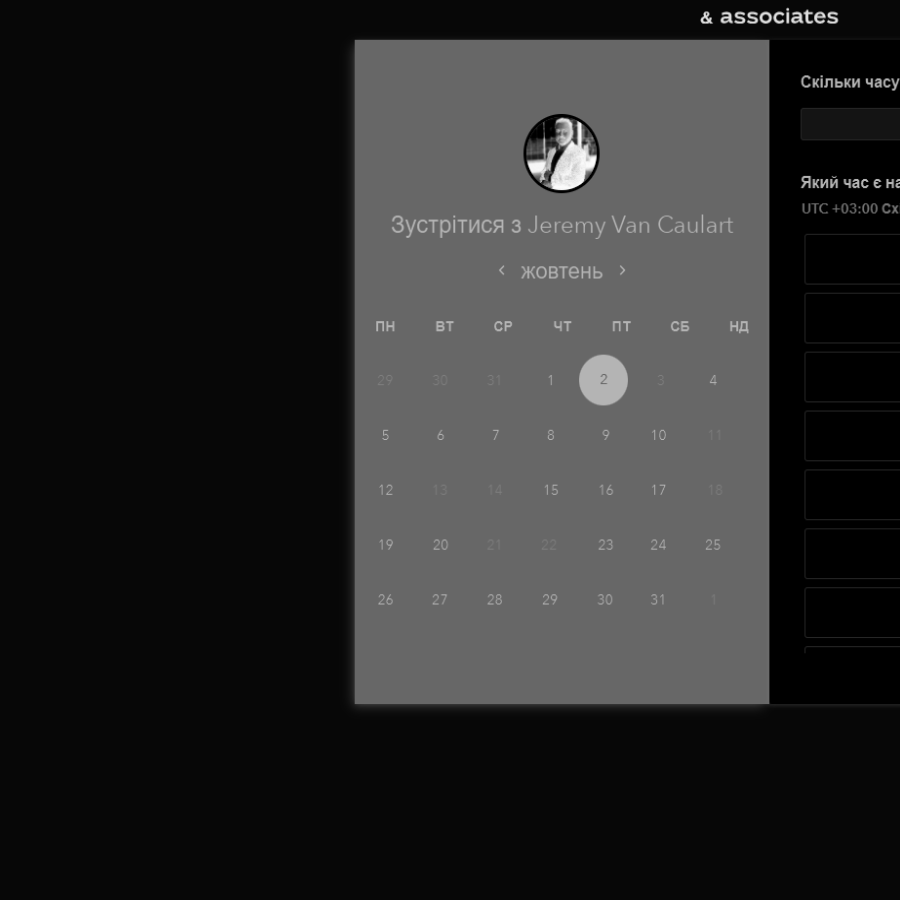 & associates
Зустрітися з Jeremy Van Caulart
‹ жовтень ›
ПН ВТ СР ЧТ ПТ СБ НД
29 30 31 1 2 3 4
5 6 7 8 9 10 11
12 13 14 15 16 17 18
19 20 21 22 23 24 25
26 27 28 29 30 31 1
Скільки часу
Який час є на
UTC +03:00 Сх